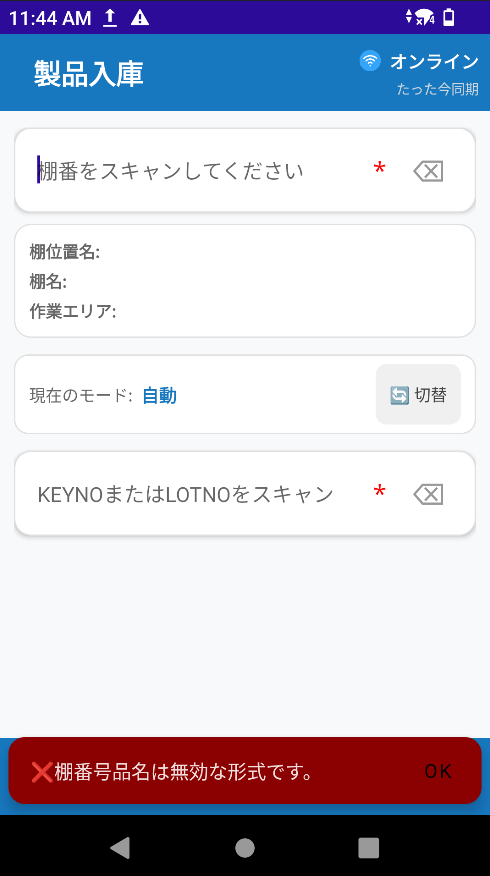 11:44 AM
製品入庫
オンライン
たった今同期
棚番をスキャンしてください *
棚位置名:
棚名:
作業エリア:
現在のモード: 自動
切替
KEYNOまたはLOTNOをスキャン *
❌棚番号品名は無効な形式です。
OK